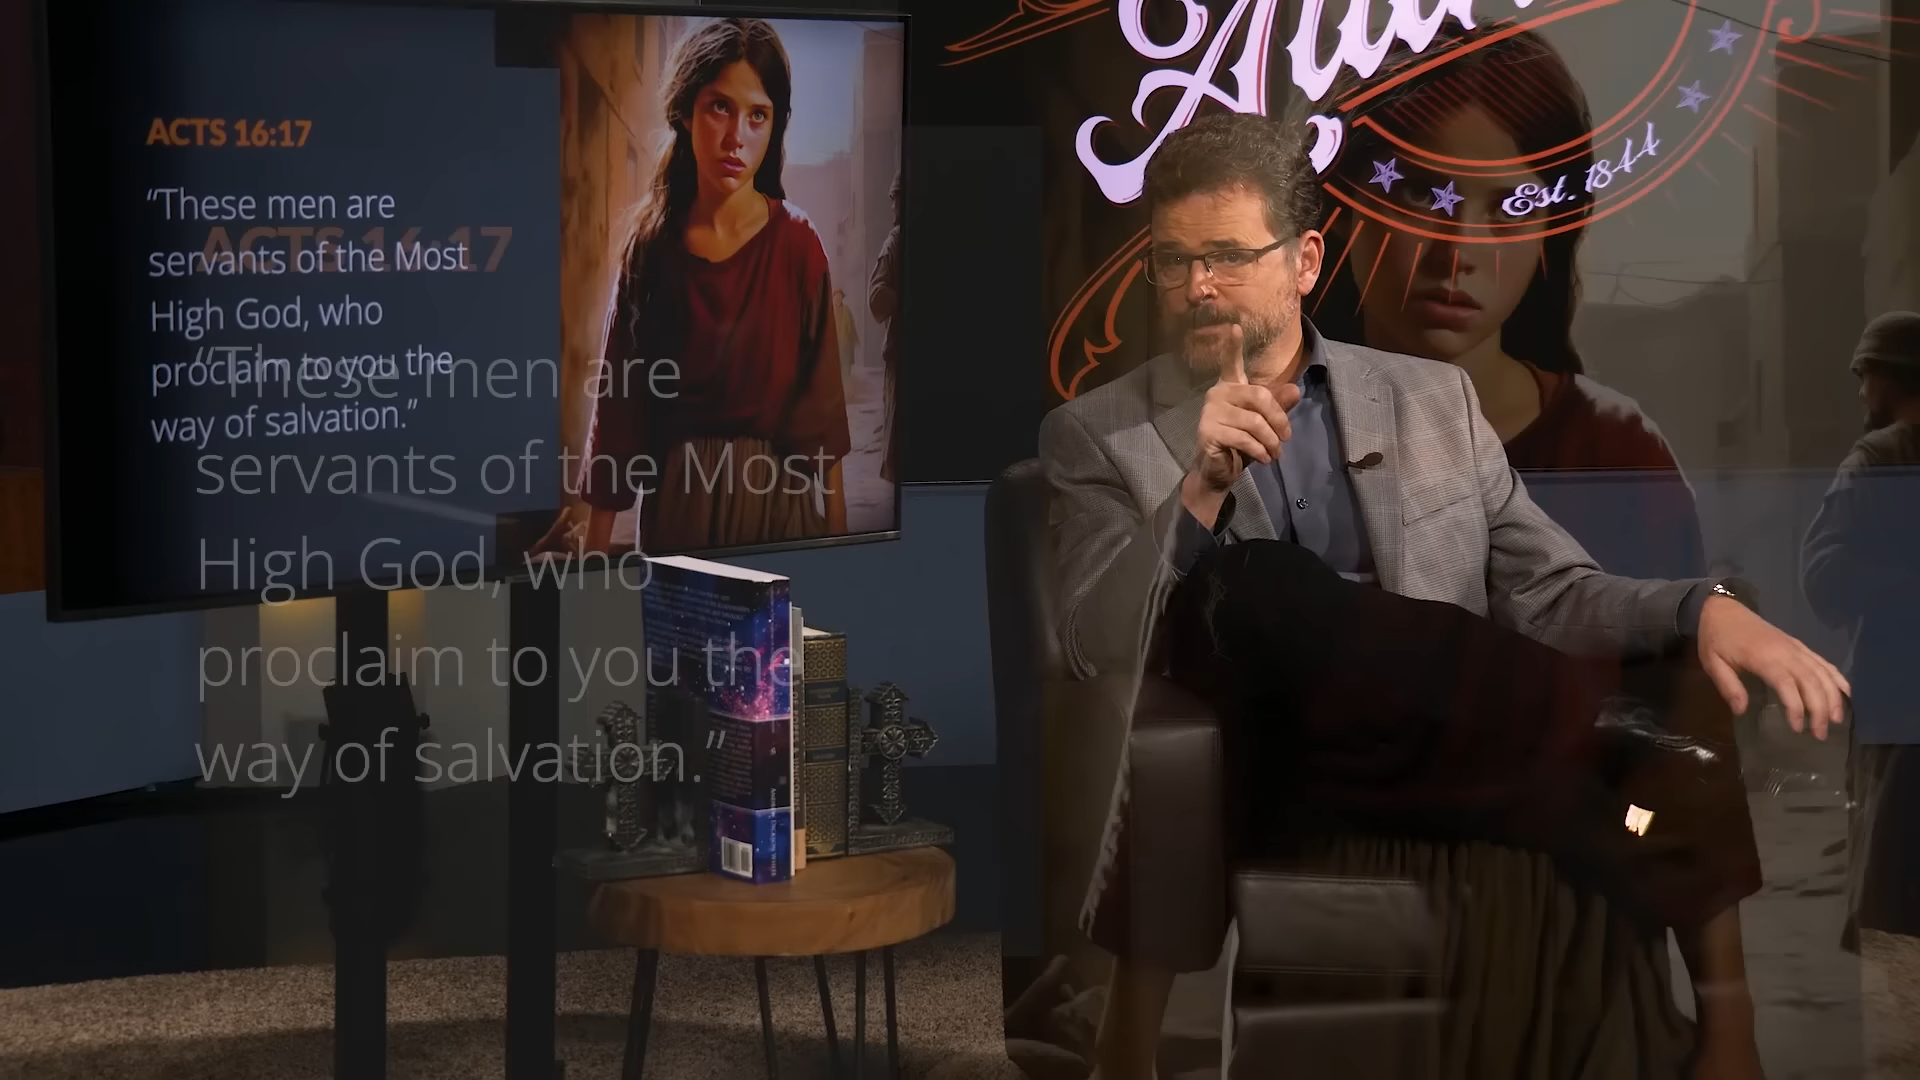 ACTS 16:17
“These men are
servants of the Most
High God, who
proclaim to you the
way of salvation.”
ACTS 16:17
“These men are
servants of the Most
High God, who
proclaim to you the
way of salvation.”
Est. 1844